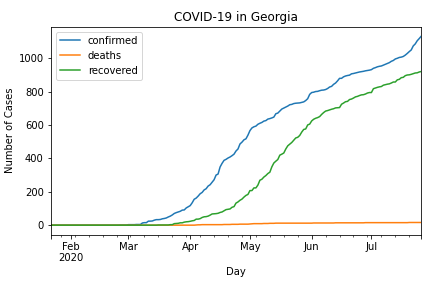 COVID-19 in Georgia
confirmed
deaths
recovered
Number of Cases
1000
800
600
400
200
0
Feb Mar Apr May Jun Jul
2020
Day